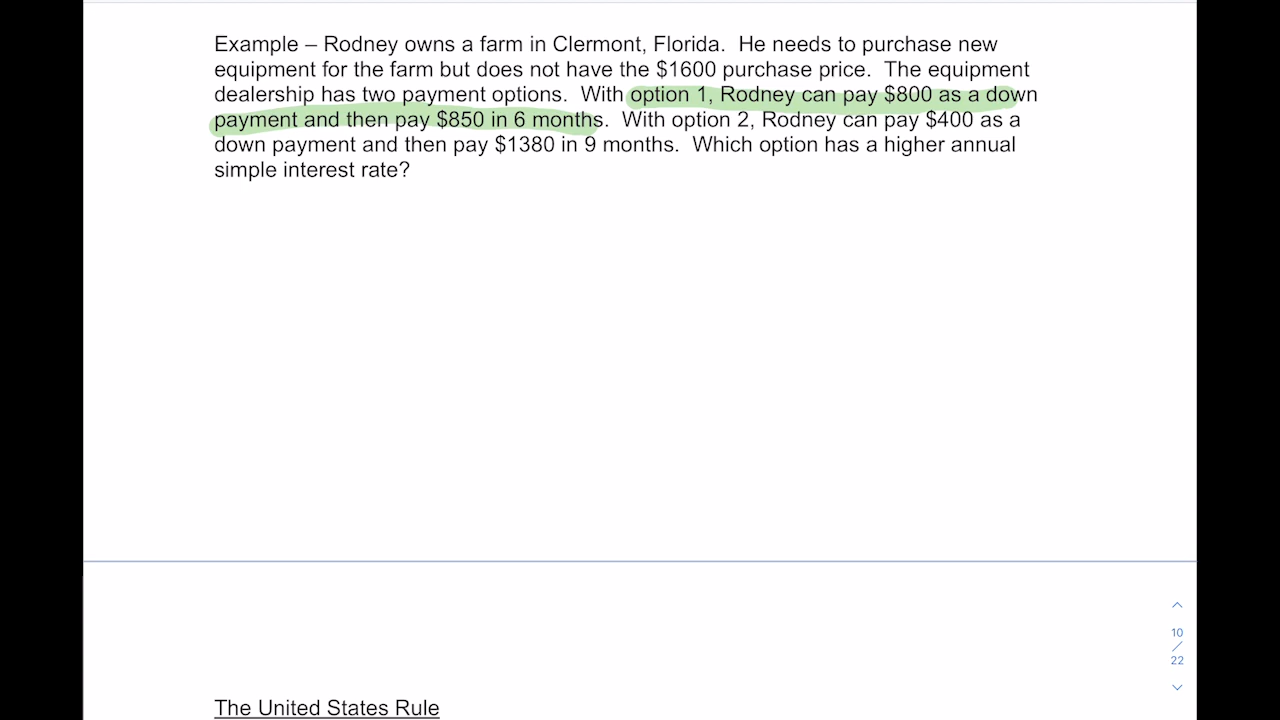 Example – Rodney owns a farm in Clermont, Florida.  He needs to purchase new
equipment for the farm but does not have the $1600 purchase price.  The equipment
dealership has two payment options.  With option 1, Rodney can pay $800 as a down
payment and then pay $850 in 6 months.  With option 2, Rodney can pay $400 as a
down payment and then pay $1380 in 9 months.  Which option has a higher annual
simple interest rate?
10
/
22
The United States Rule